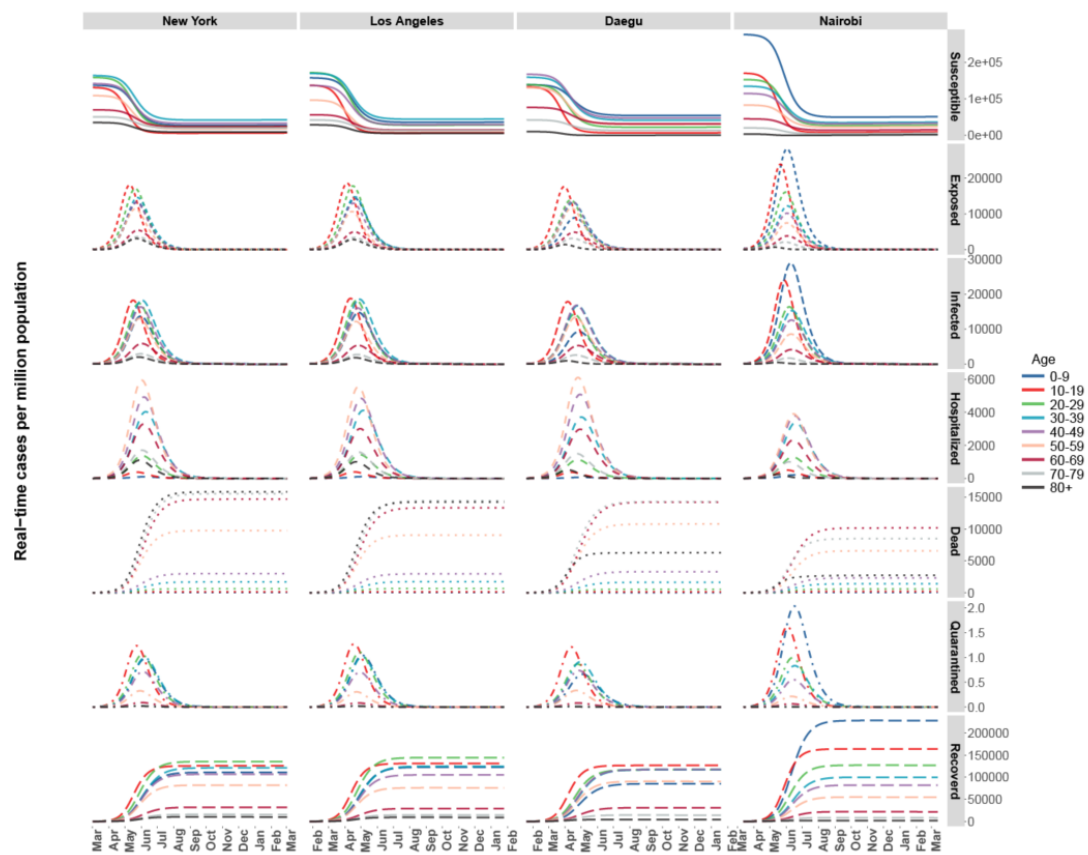 New York Los Angeles Daegu Nairobi
Real-time cases per million population
Susceptible
2e+05
1e+05
0e+00
Exposed
20000
10000
0
Infected
30000
20000
10000
0
Hospitalized
6000
4000
2000
0
Dead
15000
10000
5000
0
Quarantined
2.0
1.5
1.0
0.5
0.0
Recoverd
200000
150000
100000
50000
0
Age
0-9
10-19
20-29
30-39
40-49
50-59
60-69
70-79
80+
Mar Apr May Jun Jul Aug Sep Oct Nov Dec Jan Feb Mar
Feb Mar Apr May Jun Jul Aug Sep Oct Nov Dec Jan Feb
Feb Mar Apr May Jun Jul Aug Sep Oct Nov Dec Jan
Mar Apr May Jun Jul Aug Sep Oct Nov Dec Jan Feb Mar